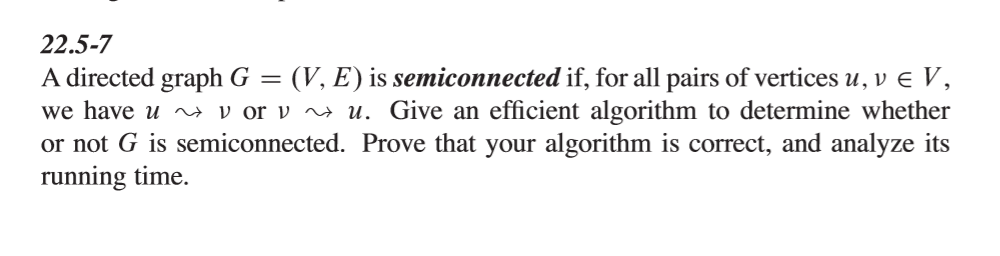 22.5-7
A directed graph G = (V, E) is semiconnected if, for all pairs of vertices u, v ∈ V,
we have u ⤳ v or v ⤳ u. Give an efficient algorithm to determine whether
or not G is semiconnected. Prove that your algorithm is correct, and analyze its
running time.